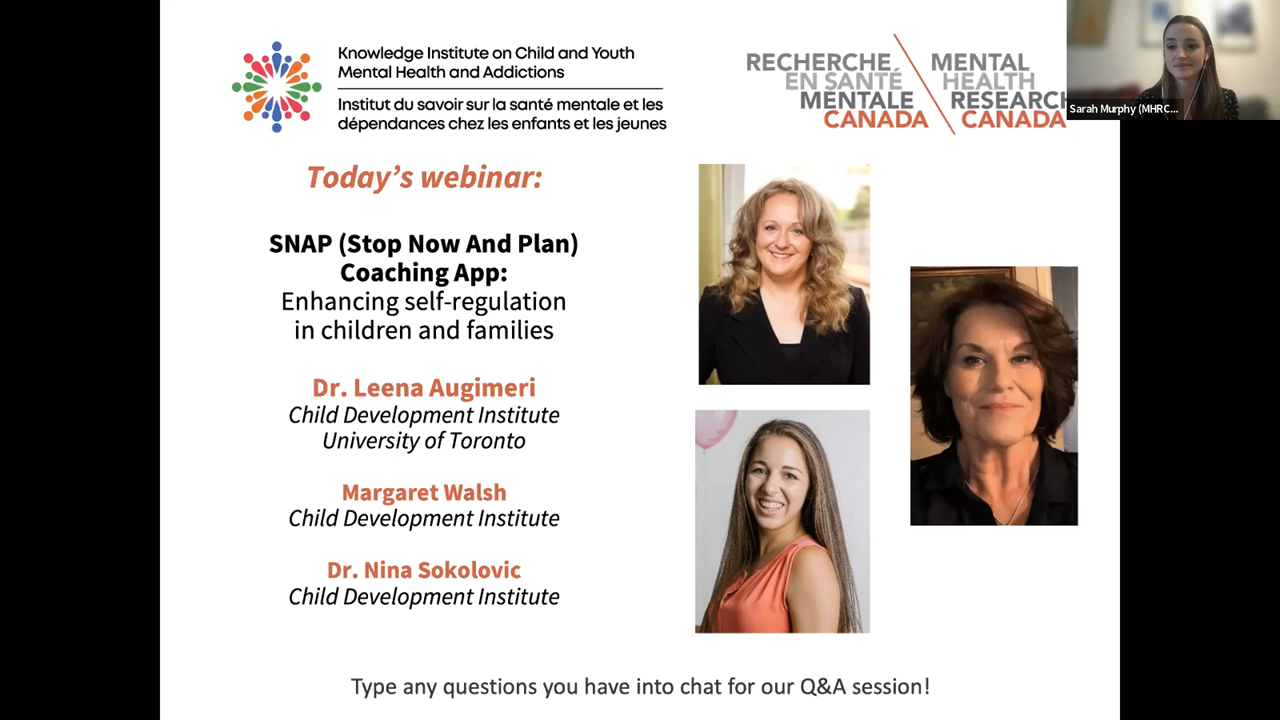 Knowledge Institute on Child and Youth
Mental Health and Addictions
Institut du savoir sur la santé mentale et les
dépendances chez les enfants et les jeunes
RECHERCHE
EN SANTÉ
MENTALE
CANADA
MENTAL
HEALTH
RESEARCH
CANADA
Sarah Murphy (MHRC...
Today's webinar:
SNAP (Stop Now And Plan)
Coaching App:
Enhancing self-regulation
in children and families
Dr. Leena Augimeri
Child Development Institute
University of Toronto
Margaret Walsh
Child Development Institute
Dr. Nina Sokolovic
Child Development Institute
Type any questions you have into chat for our Q&A session!